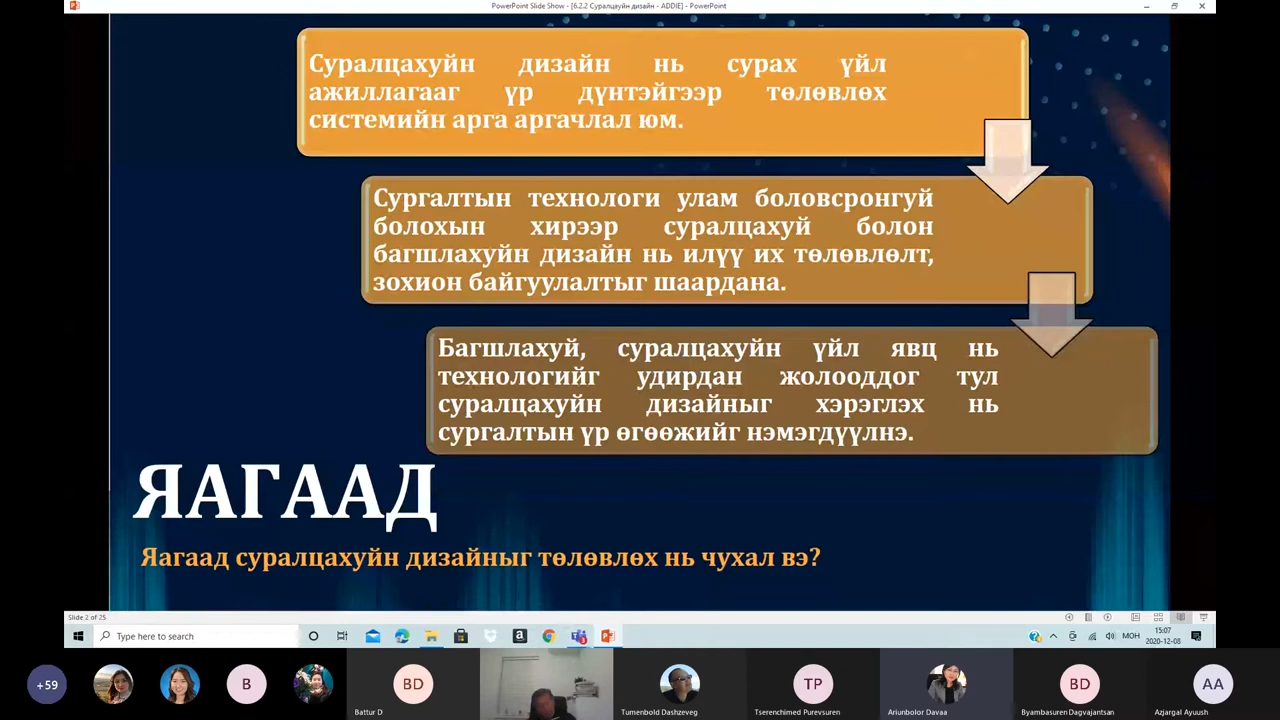 PowerPoint Slide Show - [6.2.2 Суралцахуйн дизайн - ADDIE] - PowerPoint
Суралцахуйн дизайн нь сурах үйл
ажиллагааг үр дүнтэйгээр төлөвлөх
системийн арга аргачлал юм.
Сургалтын технологи улам боловсронгуй
болохын хирээр суралцахуй болон
багшлахуйн дизайн нь илүү их төлөвлөлт,
зохион байгуулалтыг шаардана.
Багшлахуй, суралцахуйн үйл явц нь
технологийг удирдан жолооддог тул
суралцахуйн дизайныг хэрэглэх нь
сургалтын үр өгөөжийг нэмэгдүүлнэ.
ЯАГААД
Яагаад суралцахуйн дизайныг төлөвлөх нь чухал вэ?
Slide 2 of 25
Type here to search
МОН
15:07
2020-12-08
+59
B
BD
TP
BD
AA
Battur D
Tumenbold Dashzeveg
Tserenchimed Purevsuren
Ariunbolor Davaa
Byambasuren Dagvajantsan
Azjargal Ayuush